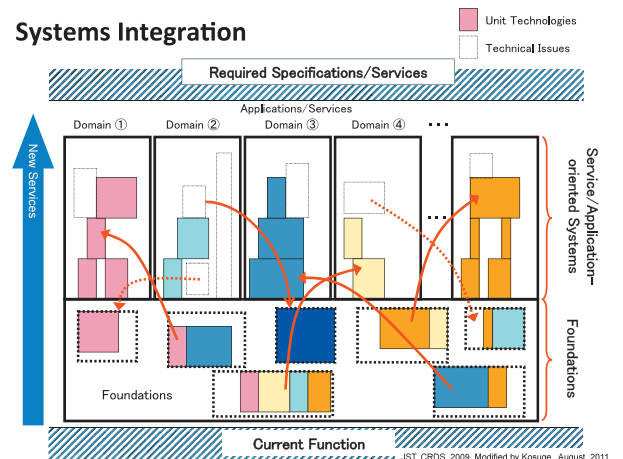 Systems Integration
Unit Technologies
Technical Issues
Required Specifications/Services
Applications/Services
Domain ①
Domain ②
Domain ③
Domain ④
...
New Services
...
Service/Application-
oriented Systems
Foundations
Foundations
Current Function
JST, CRDS, 2009, Modified by Kosuge, August, 2011